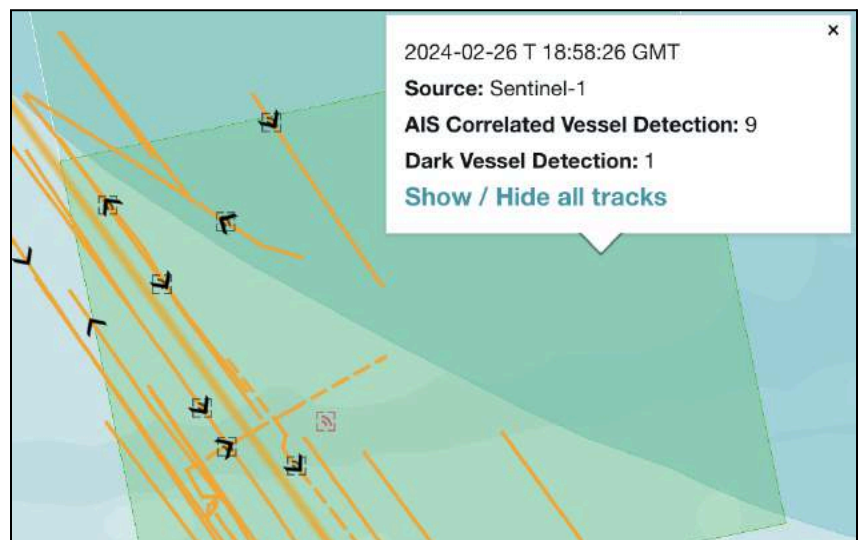 ×
2024-02-26 T 18:58:26 GMT
Source: Sentinel-1
AIS Correlated Vessel Detection: 9
Dark Vessel Detection: 1
Show / Hide all tracks